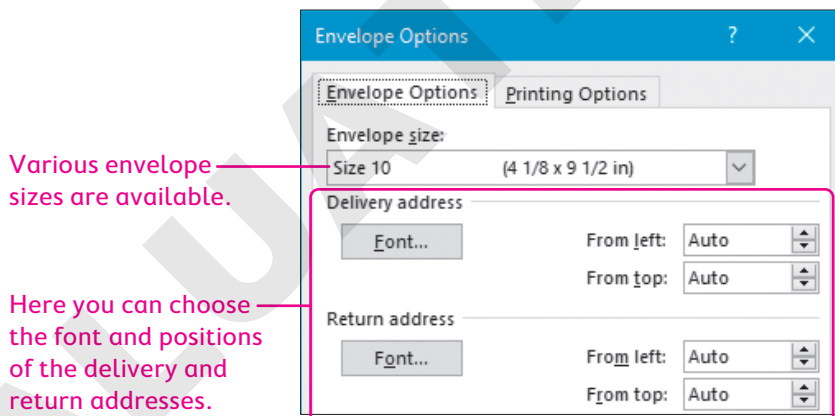 Envelope Options ? ×
Envelope Options Printing Options
Envelope size:
Various envelope
sizes are available.
Size 10 (4 1/8 x 9 1/2 in)
Delivery address
Font... From left: Auto
From top: Auto
Here you can choose
the font and positions
of the delivery and
return addresses.
Return address
Font... From left: Auto
From top: Auto